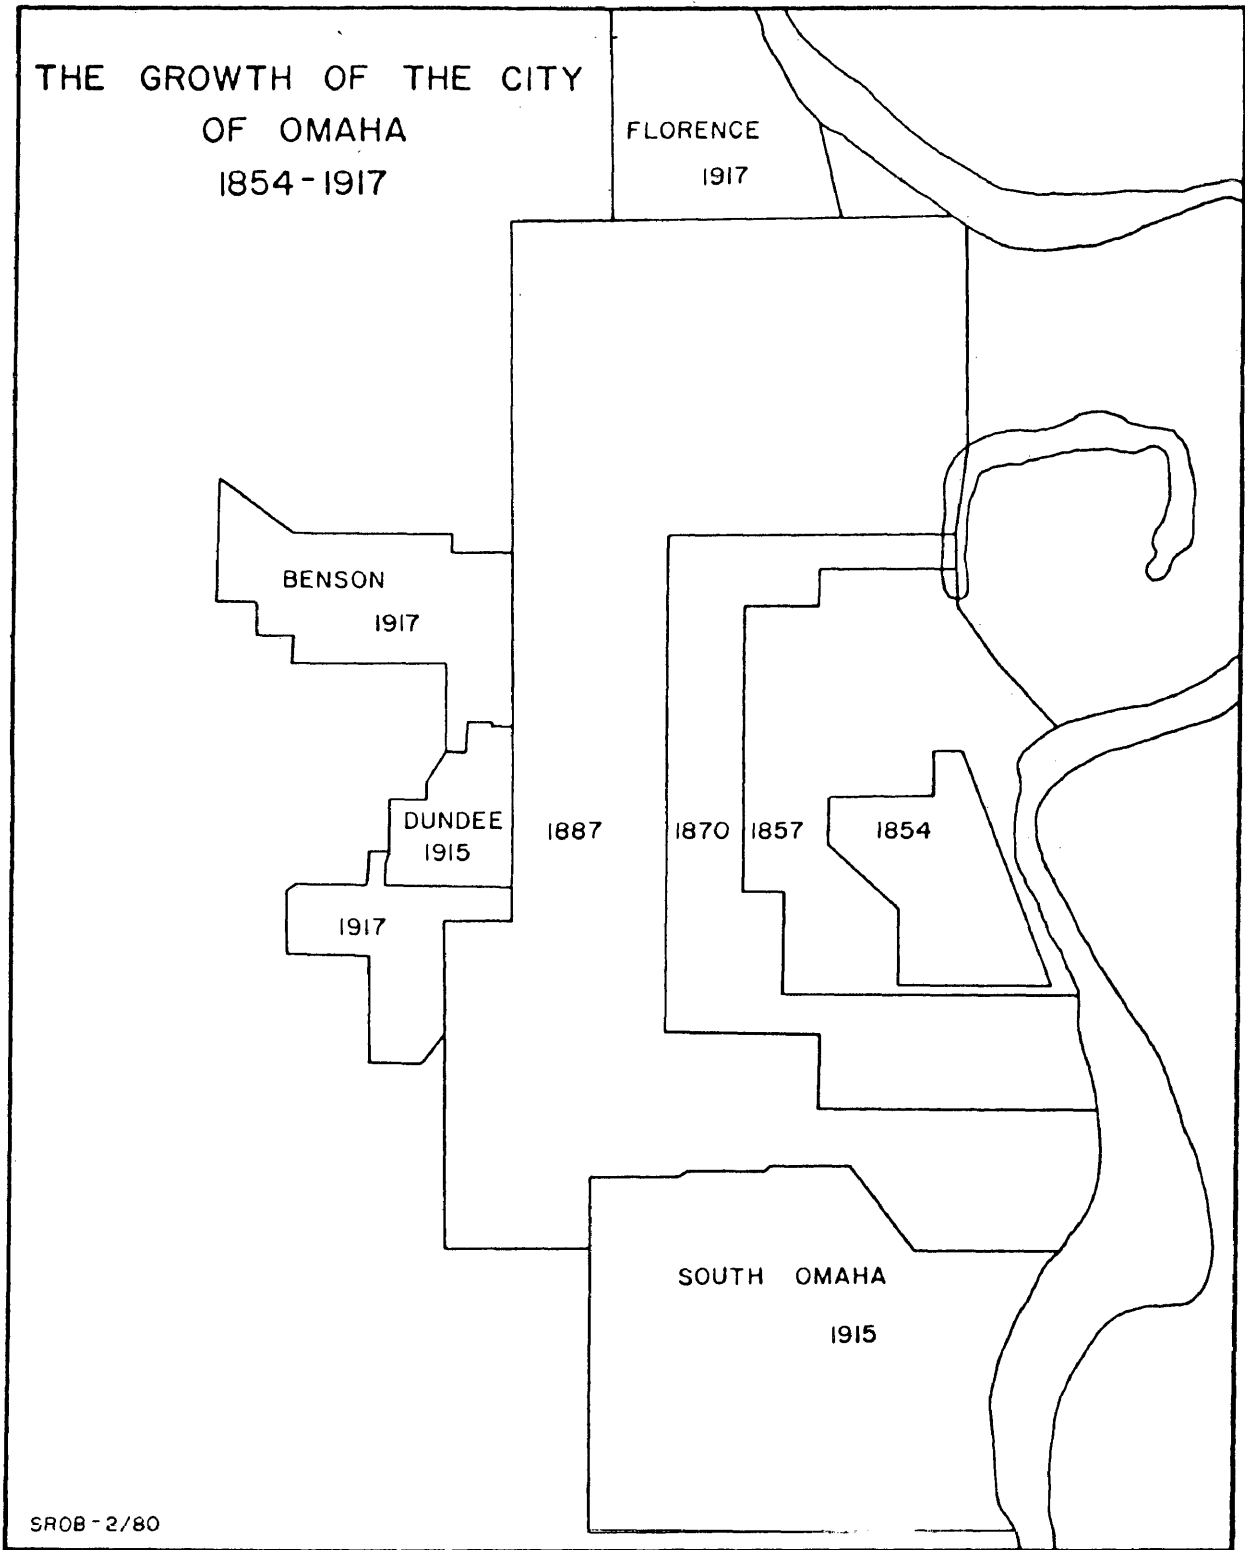 THE GROWTH OF THE CITY
OF OMAHA
1854-1917
FLORENCE
1917
BENSON
1917
DUNDEE
1915
1887
1870
1857
1854
1917
SOUTH OMAHA
1915
SROB-2/80